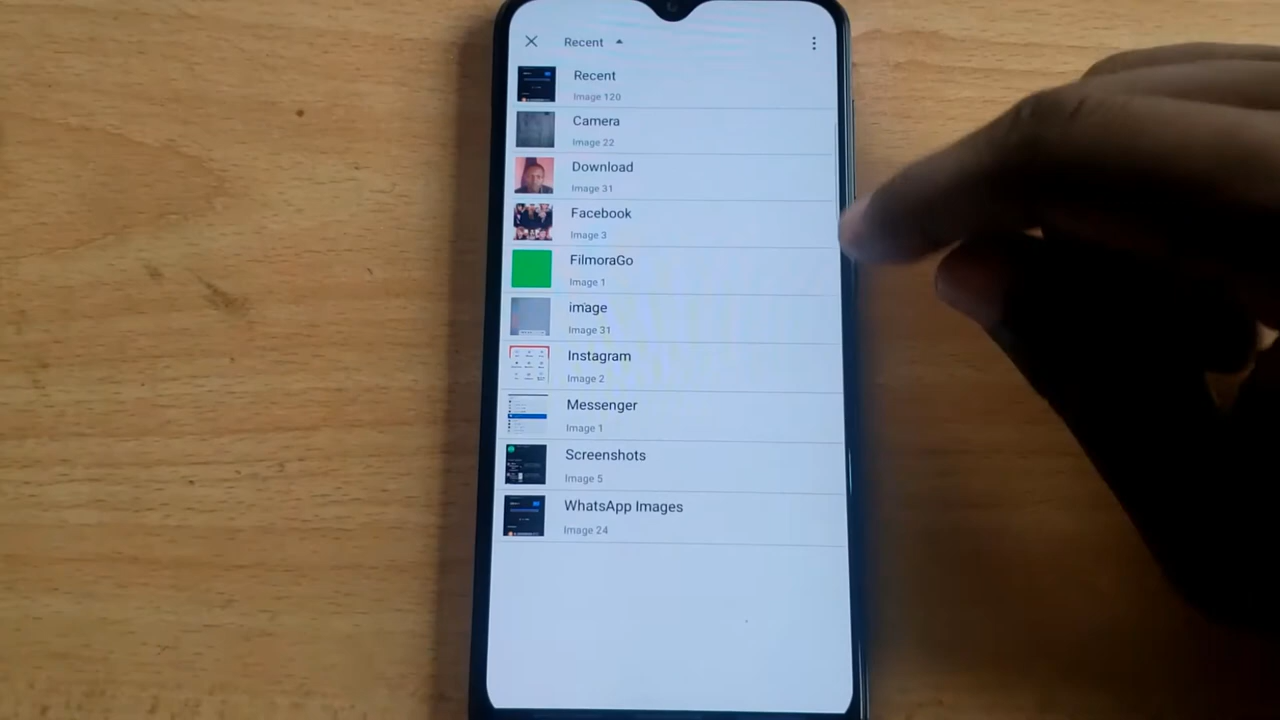 Recent
Recent
Image 120
Camera
Image 22
Download
Image 31
Facebook
Image 3
FilmoraGo
Image 1
image
Image 31
Instagram
Image 2
Messenger
Image 1
Screenshots
Image 5
WhatsApp Images
Image 24